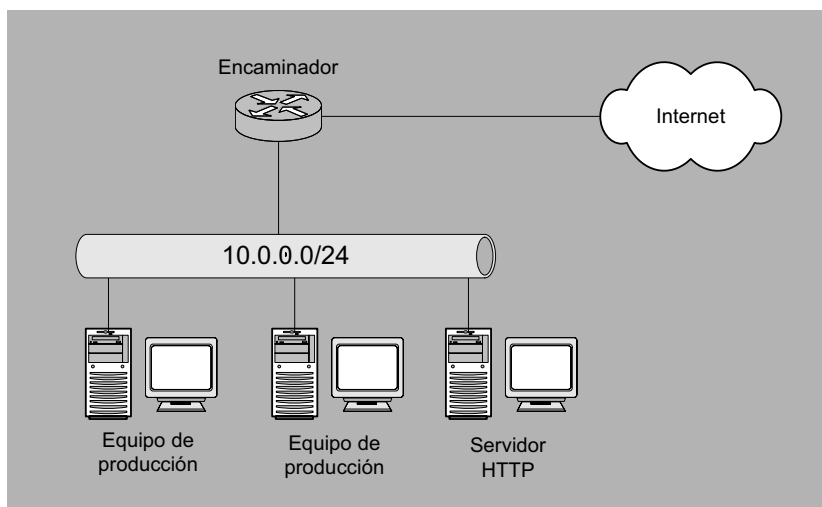 Encaminador
Internet
10.0.0.0/24
Equipo de
producción
Equipo de
producción
Servidor
HTTP